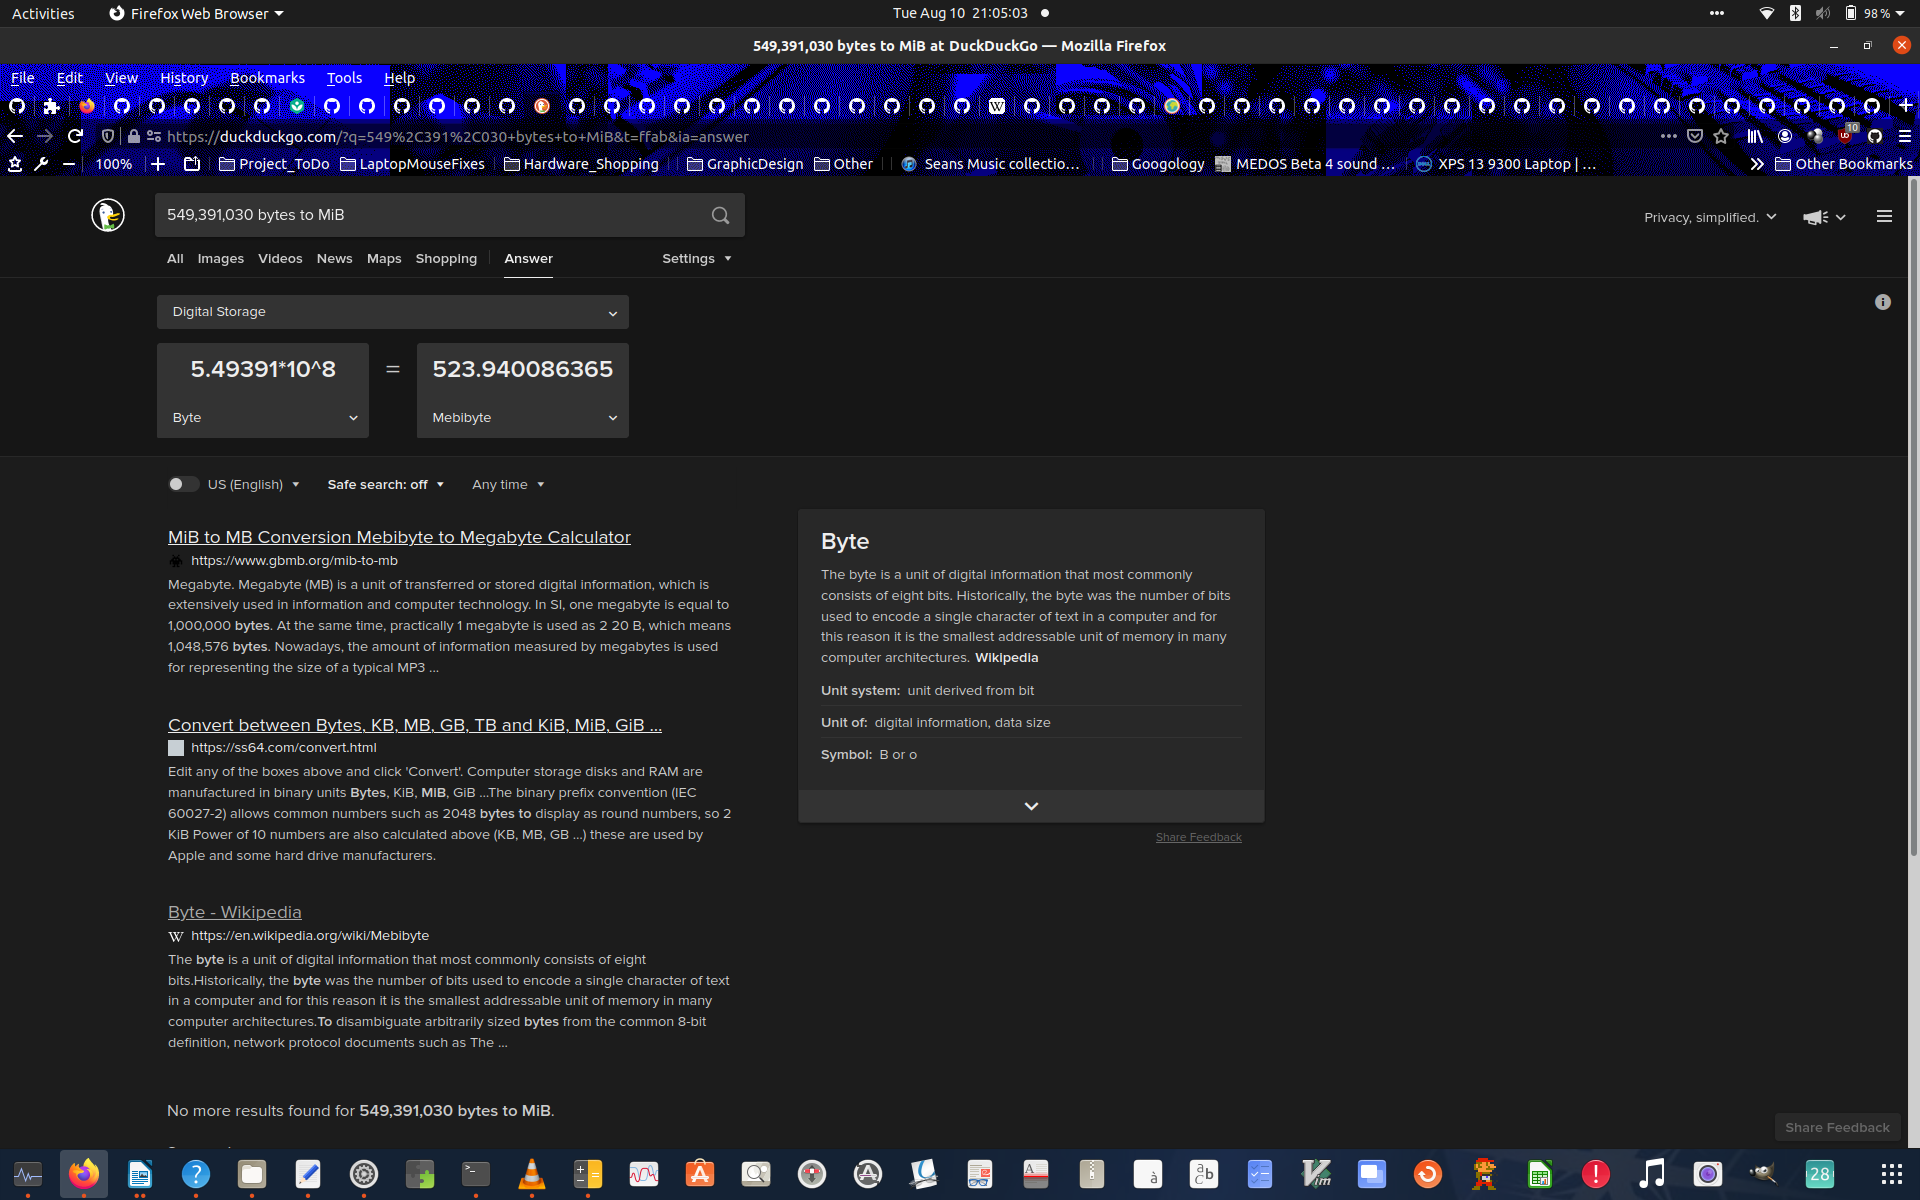 Activities Firefox Web Browser Tue Aug 10 21:05:03 98 %
549,391,030 bytes to MiB at DuckDuckGo — Mozilla Firefox
File Edit View History Bookmarks Tools Help
https://duckduckgo.com/?q=549%2C391%2C030+bytes+to+MiB&t=ffab&ia=answer 10
100% Project_ToDo LaptopMouseFixes Hardware_Shopping GraphicDesign Other Seans Music collectio… Googology MEDOS Beta 4 sound … XPS 13 9300 Laptop | … Other Bookmarks
549,391,030 bytes to MiB
Privacy, simplified.
All Images Videos News Maps Shopping Answer Settings
Digital Storage
5.49391*10^8 = 523.940086365
Byte Mebibyte
US (English) Safe search: off Any time
MiB to MB Conversion Mebibyte to Megabyte Calculator
https://www.gbmb.org/mib-to-mb
Megabyte. Megabyte (MB) is a unit of transferred or stored digital information, which is
extensively used in information and computer technology. In SI, one megabyte is equal to
1,000,000 bytes. At the same time, practically 1 megabyte is used as 2 20 B, which means
1,048,576 bytes. Nowadays, the amount of information measured by megabytes is used
for representing the size of a typical MP3 ...
Convert between Bytes, KB, MB, GB, TB and KiB, MiB, GiB ...
https://ss64.com/convert.html
Edit any of the boxes above and click 'Convert'. Computer storage disks and RAM are
manufactured in binary units Bytes, KiB, MiB, GiB ...The binary prefix convention (IEC
60027-2) allows common numbers such as 2048 bytes to display as round numbers, so 2
KiB Power of 10 numbers are also calculated above (KB, MB, GB ...) these are used by
Apple and some hard drive manufacturers.
Byte - Wikipedia
https://en.wikipedia.org/wiki/Mebibyte
The byte is a unit of digital information that most commonly consists of eight
bits.Historically, the byte was the number of bits used to encode a single character of text
in a computer and for this reason it is the smallest addressable unit of memory in many
computer architectures.To disambiguate arbitrarily sized bytes from the common 8-bit
definition, network protocol documents such as The ...
No more results found for 549,391,030 bytes to MiB.
Byte
The byte is a unit of digital information that most commonly
consists of eight bits. Historically, the byte was the number of bits
used to encode a single character of text in a computer and for
this reason it is the smallest addressable unit of memory in many
computer architectures. Wikipedia
Unit system: unit derived from bit
Unit of: digital information, data size
Symbol: B or o
Share Feedback
Share Feedback
28